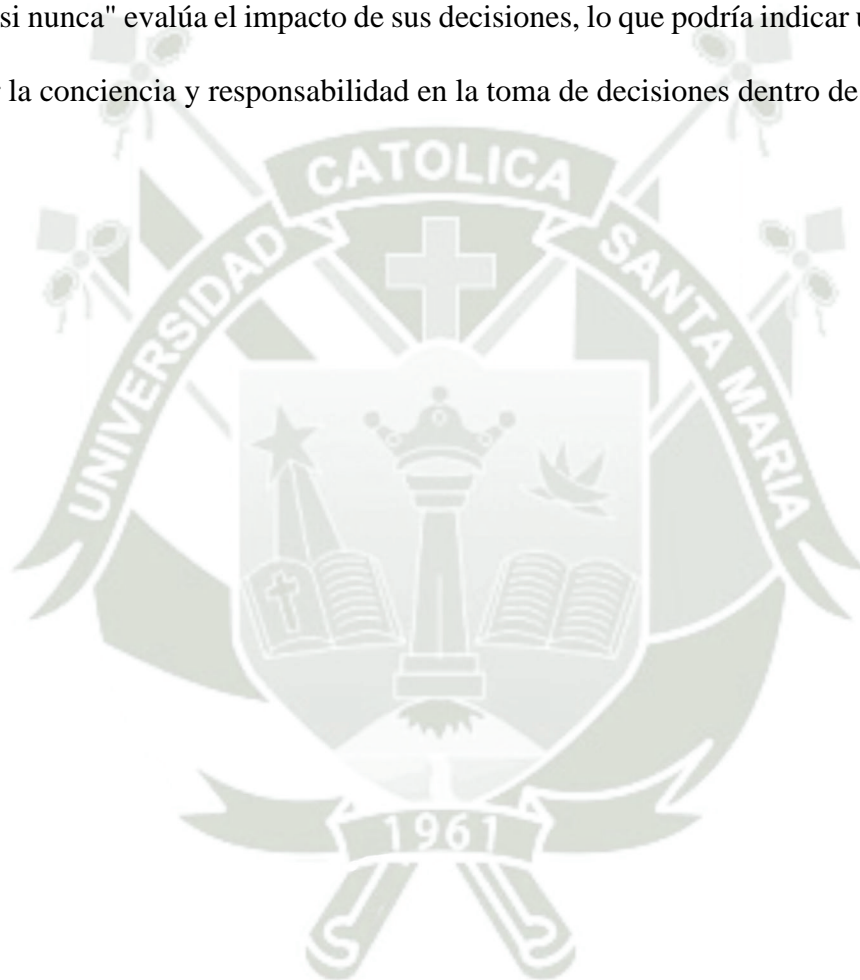 si nunca" evalúa el impacto de sus decisiones, lo que podría indicar
la conciencia y responsabilidad en la toma de decisiones dentro de
UNIVERSIDAD CATOLICA SANTA MARIA
1961